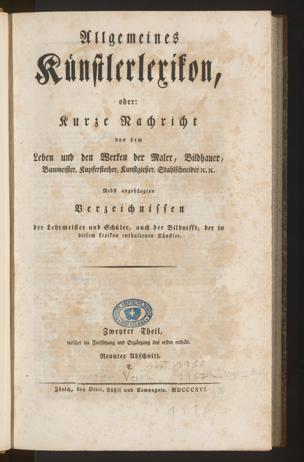 Allgemeines
Künstlerlexikon,
oder:
Kurze Nachricht
von dem
Leben und den Werken der Maler, Bildhauer,
Baumeister, Kupferstecher, Kunstgießer, Stahlschneider ꝛc. ꝛc.
Nebst angehängten
Verzeichnissen
der Lehrmeister und Schüler, auch der Bildnisse, der in
diesem Lexikon enthaltenen Künstler.
Zweyter Theil,
welcher die Fortsetzung und Ergänzung des ersten enthält.
Neunter Abschnitt.
Zürich, bey Orell, Füßli und Compagnie. MDCCCXVI.